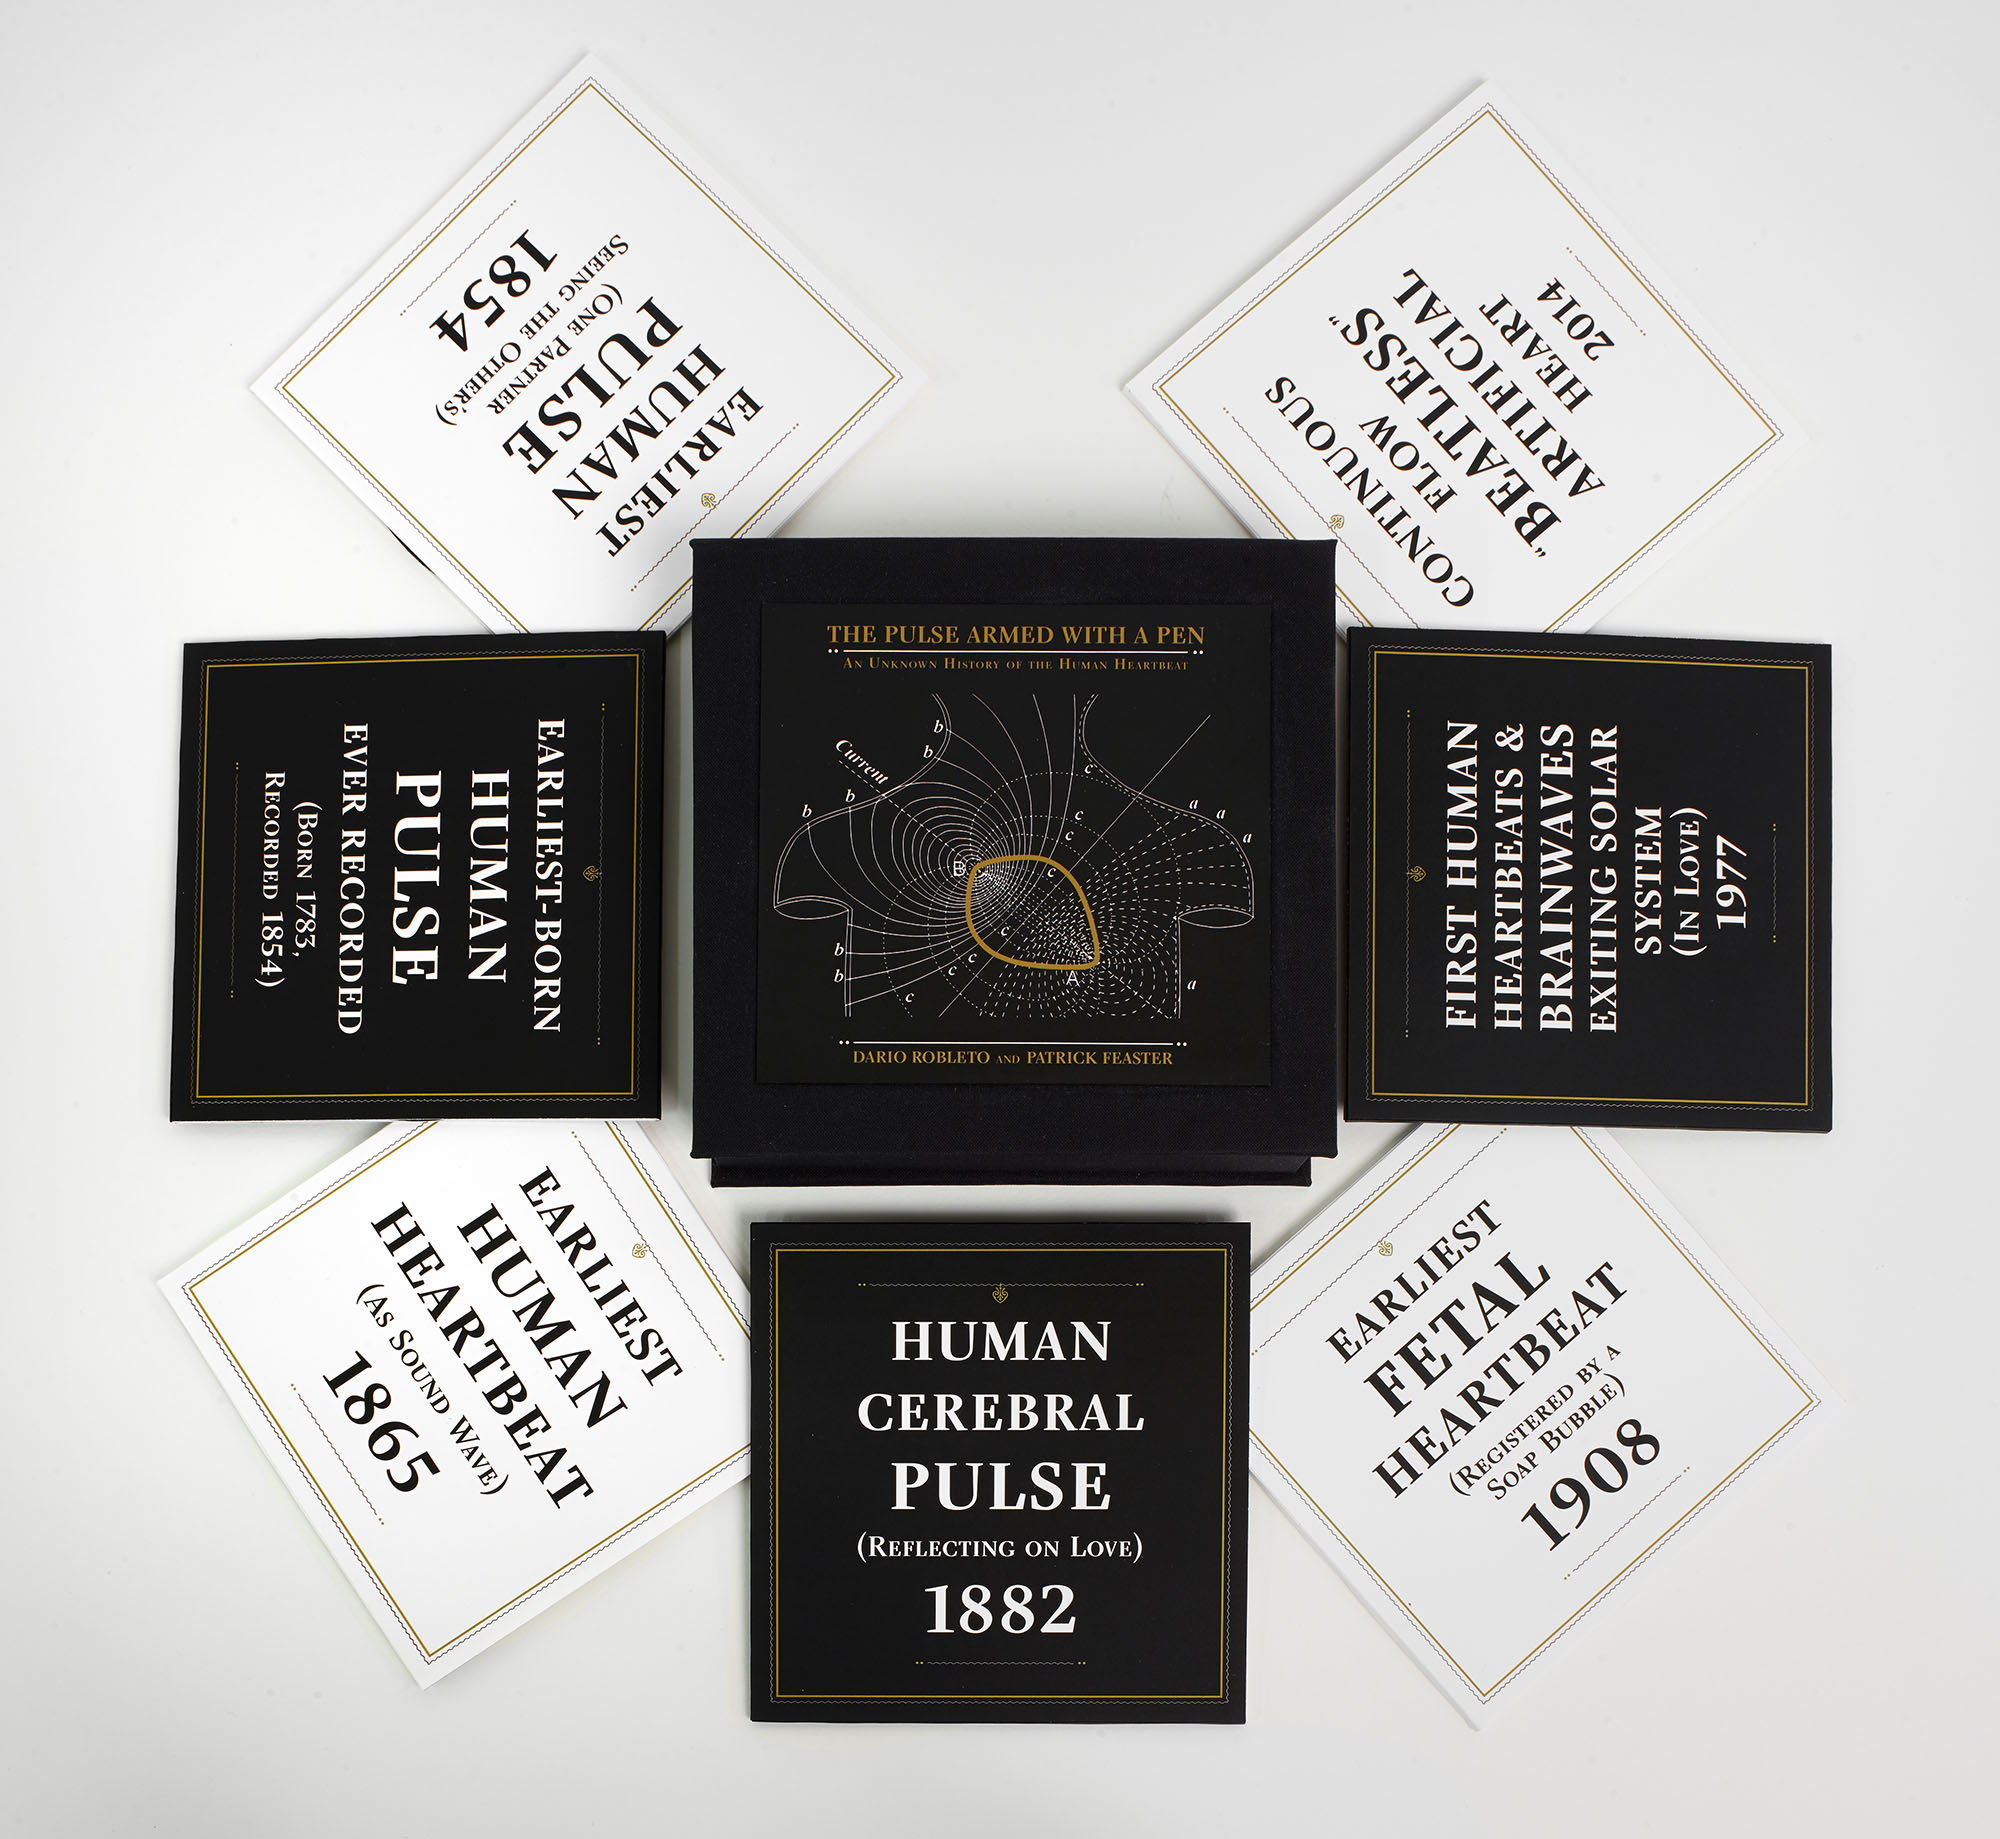 THE PULSE ARMED WITH A PEN
An Unknown History of the Human Heartbeat
Current
b
b
b
b
b
b
c
c
c
c
c
c
c
c
a
a
a
a
B
A
DARIO ROBLETO AND PATRICK FEASTER
EARLIEST
HUMAN
PULSE
(One Partner
Seeing the Other's)
1854
CONTINUOUS
FLOW
"BEATLESS"
ARTIFICIAL
HEART
2014
EARLIEST-BORN
HUMAN
PULSE
EVER RECORDED
(Born 1783,
Recorded 1854)
FIRST HUMAN
HEARTBEATS &
BRAINWAVES
EXITING SOLAR
SYSTEM
(In Love)
1977
EARLIEST
HUMAN
HEARTBEAT
(as Sound Wave)
1865
HUMAN
CEREBRAL
PULSE
(Reflecting on Love)
1882
EARLIEST
FETAL
HEARTBEAT
(Registered by a
Soap Bubble)
1908